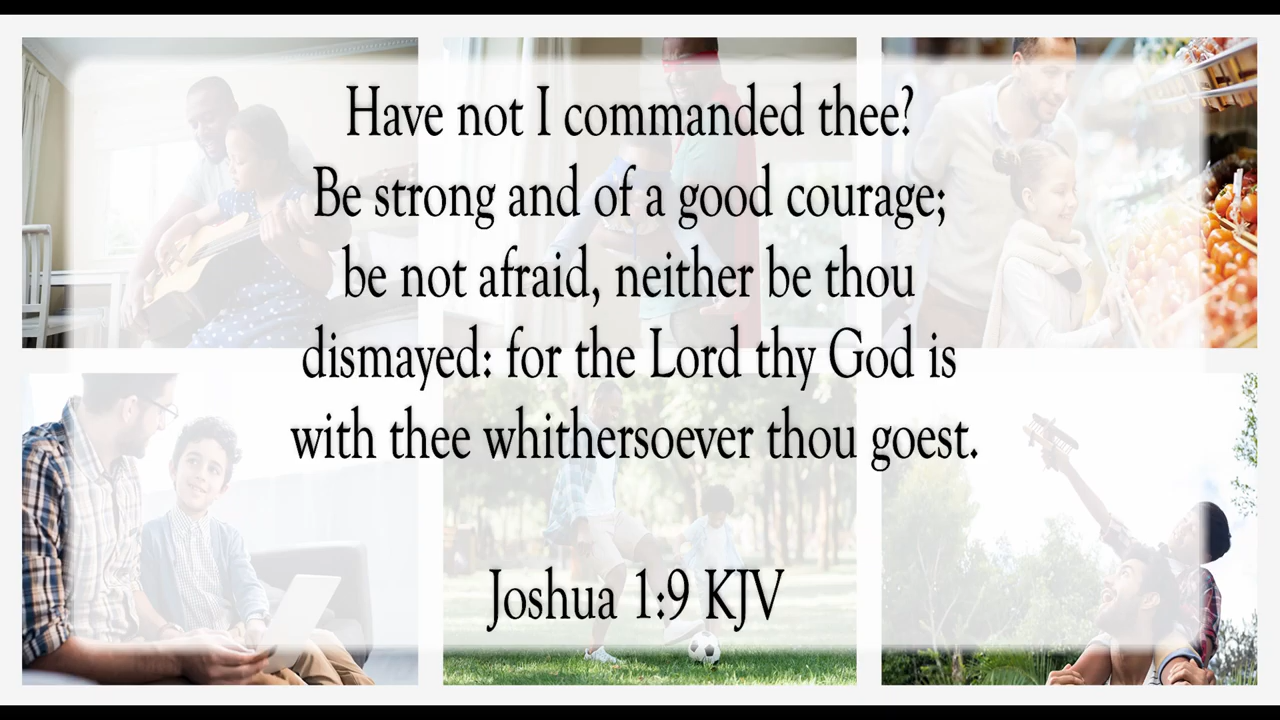 Have not I commanded thee?
Be strong and of a good courage;
be not afraid, neither be thou
dismayed: for the Lord thy God is
with thee whithersoever thou goest.
Joshua 1:9 KJV